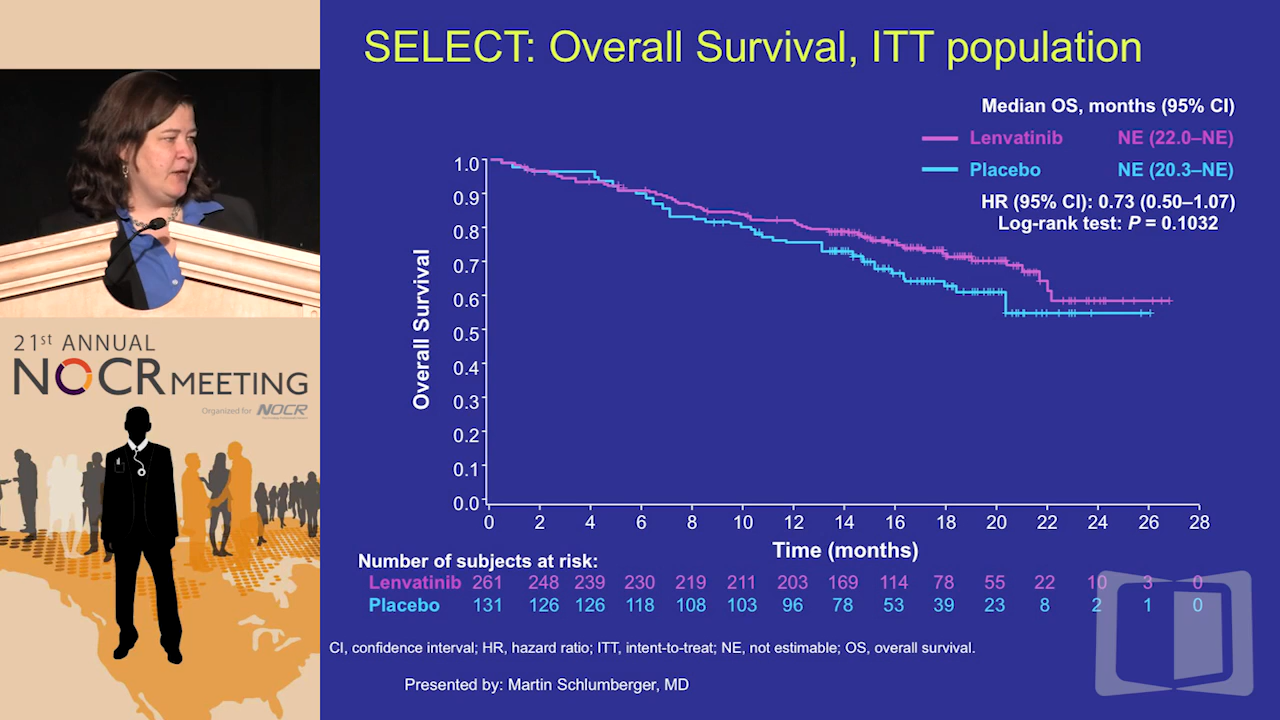 SELECT: Overall Survival, ITT population
Median OS, months (95% CI)
Lenvatinib NE (22.0–NE)
Placebo NE (20.3–NE)
HR (95% CI): 0.73 (0.50–1.07)
Log-rank test: P = 0.1032
Overall Survival
1.0
0.9
0.8
0.7
0.6
0.5
0.4
0.3
0.2
0.1
0.0
0 2 4 6 8 10 12 14 16 18 20 22 24 26 28
Time (months)
Number of subjects at risk:
Lenvatinib 261 248 239 230 219 211 203 169 114 78 55 22 10 3 0
Placebo 131 126 126 118 108 103 96 78 53 39 23 8 2 1 0
CI, confidence interval; HR, hazard ratio; ITT, intent-to-treat; NE, not estimable; OS, overall survival.
Presented by: Martin Schlumberger, MD
21st ANNUAL
NOCR MEETING
Organized for NOCR